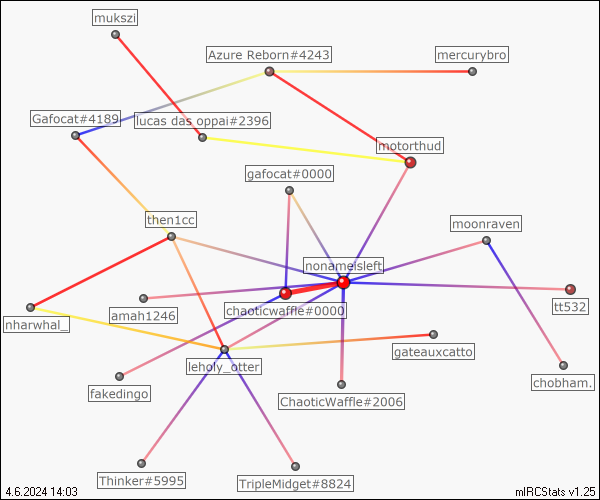 mukszi
Azure Reborn#4243
mercurybro
Gafocat#4189
lucas das oppai#2396
motorthud
gafocat#0000
then1cc
moonraven
nonameisleft
nharwhal_
amah1246
chaoticwaffle#0000
tt532
leholy_otter
gateauxcatto
fakedingo
ChaoticWaffle#2006
chobham.
Thinker#5995
TripleMidget#8824
4.6.2024 14:03
mIRCStats v1.25